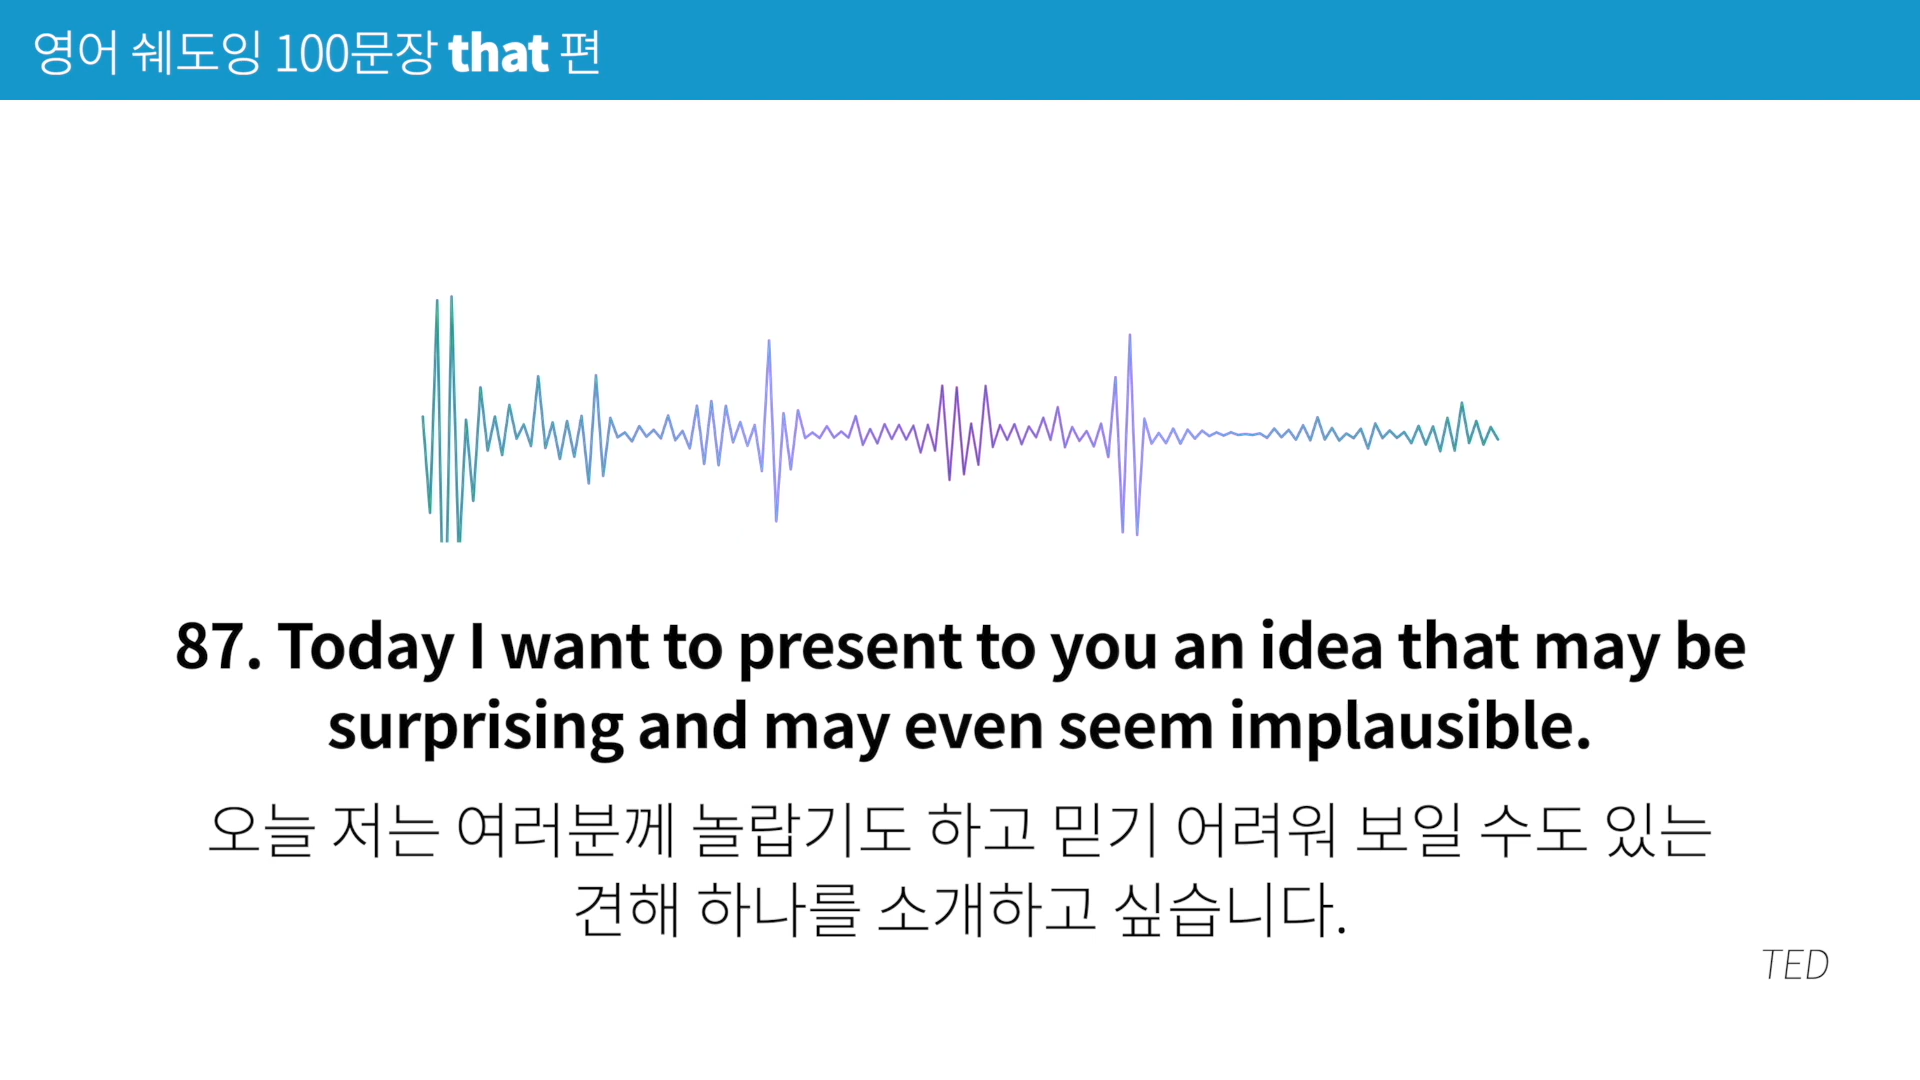 영어 쉐도잉 100문장 that 편
87. Today I want to present to you an idea that may be
surprising and may even seem implausible.
오늘 저는 여러분께 놀랍기도 하고 믿기 어려워 보일 수도 있는
견해 하나를 소개하고 싶습니다.
TED